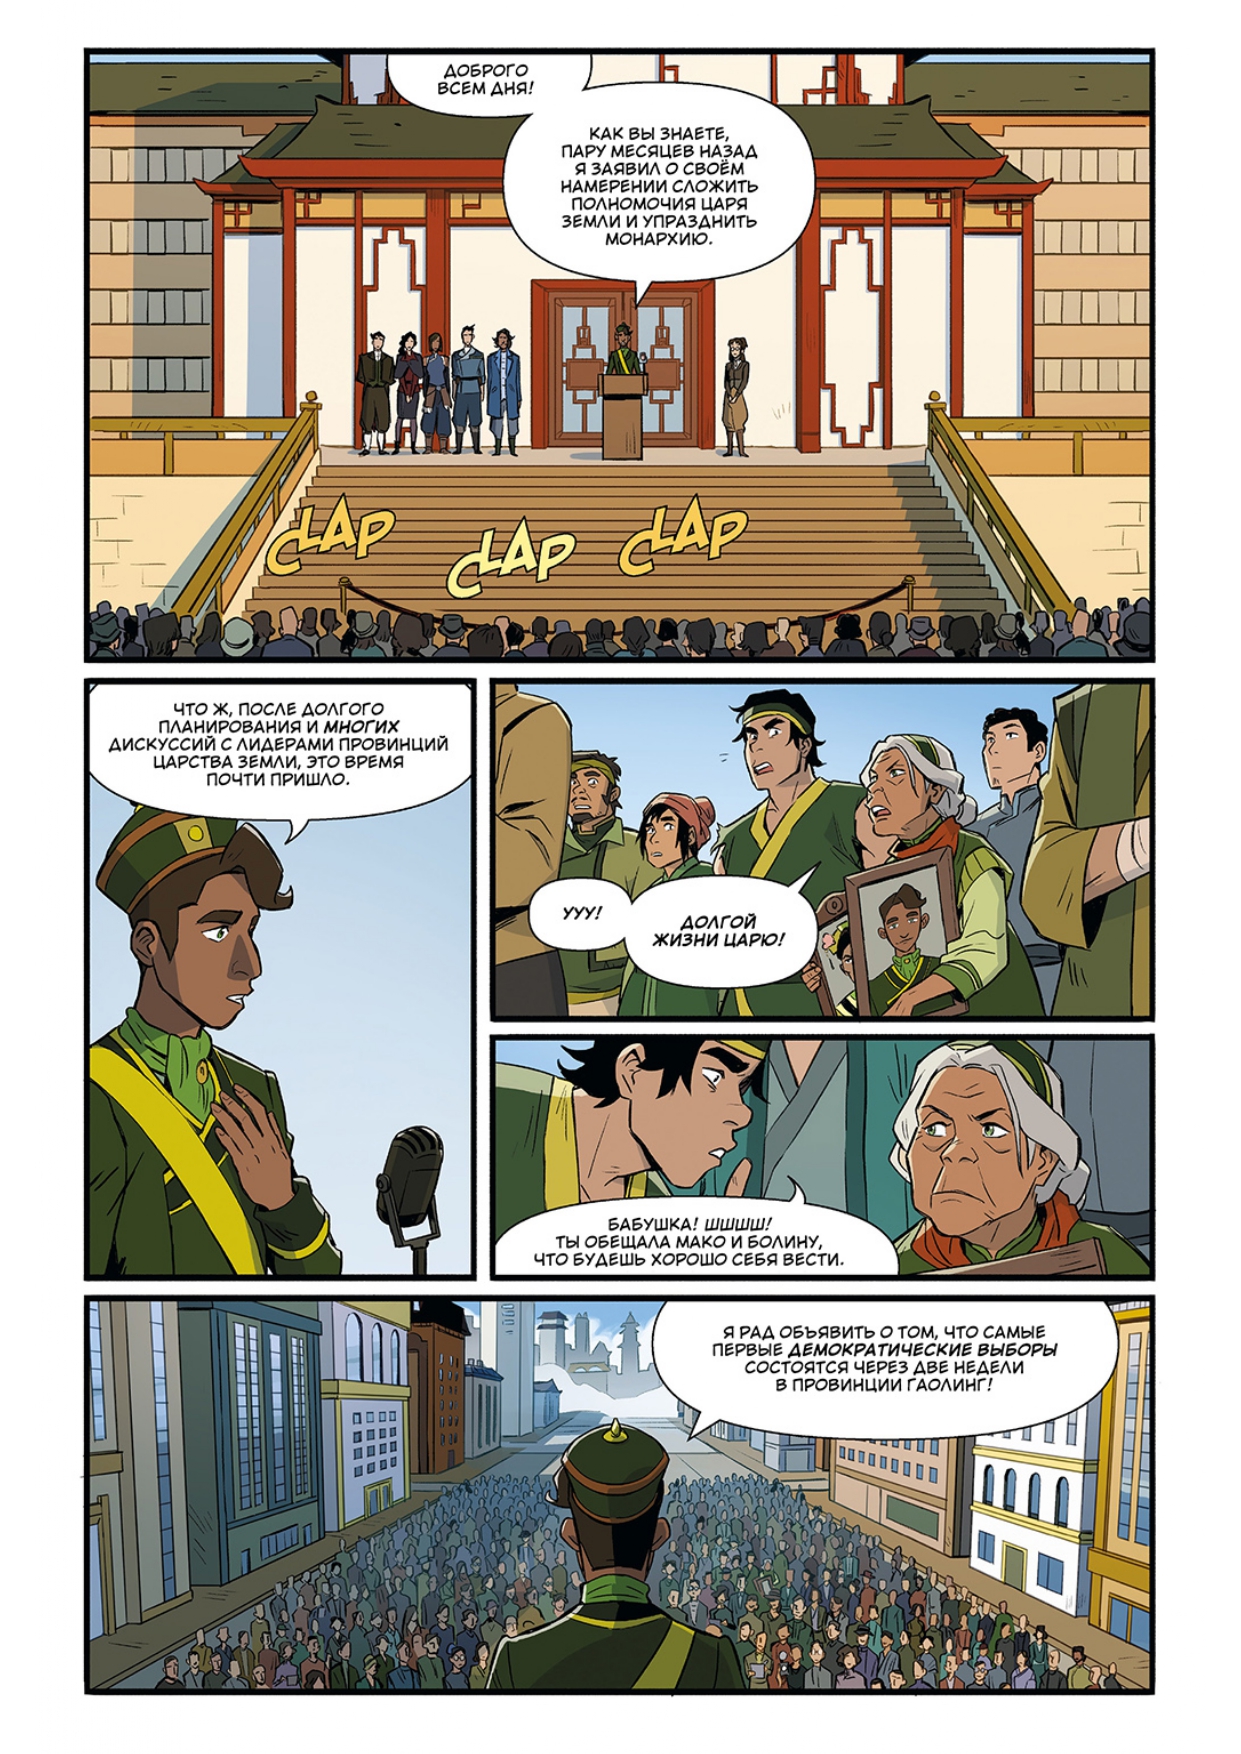 ДОБРОГО
ВСЕМ ДНЯ!
КАК ВЫ ЗНАЕТЕ,
ПАРУ МЕСЯЦЕВ НАЗАД
Я ЗАЯВИЛ О СВОЁМ
НАМЕРЕНИИ СЛОЖИТЬ
ПОЛНОМОЧИЯ ЦАРЯ
ЗЕМЛИ И УПРАЗДНИТЬ
МОНАРХИЮ.
CLAP
CLAP
CLAP
ЧТО Ж, ПОСЛЕ ДОЛГОГО
ПЛАНИРОВАНИЯ И МНОГИХ
ДИСКУССИЙ С ЛИДЕРАМИ ПРОВИНЦИЙ
ЦАРСТВА ЗЕМЛИ, ЭТО ВРЕМЯ
ПОЧТИ ПРИШЛО.
УУУ!
ДОЛГОЙ
ЖИЗНИ ЦАРЮ!
БАБУШКА! ШШШШ!
ТЫ ОБЕЩАЛА МАКО И БОЛИНУ,
ЧТО БУДЕШЬ ХОРОШО СЕБЯ ВЕСТИ.
Я РАД ОБЪЯВИТЬ О ТОМ, ЧТО САМЫЕ
ПЕРВЫЕ ДЕМОКРАТИЧЕСКИЕ ВЫБОРЫ
СОСТОЯТСЯ ЧЕРЕЗ ДВЕ НЕДЕЛИ
В ПРОВИНЦИИ ГАОЛИНГ!